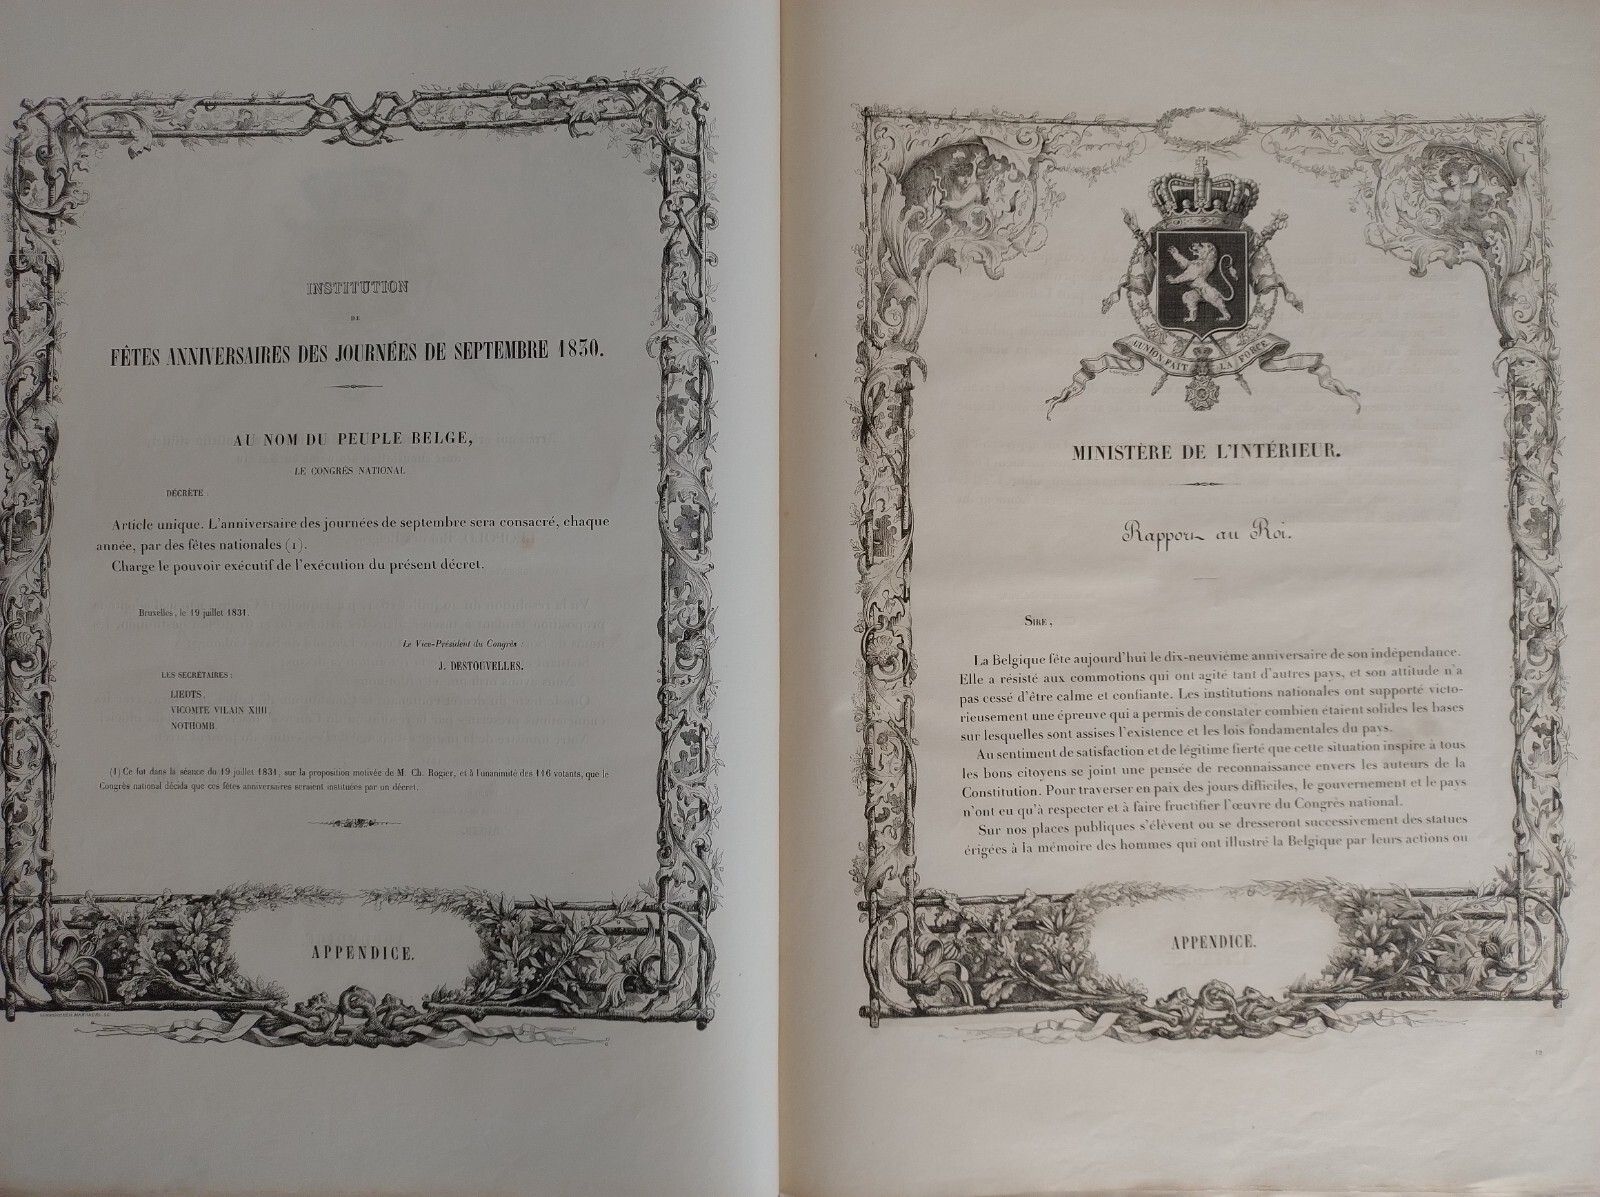 INSTITUTION
DE
FÊTES ANNIVERSAIRES DES JOURNÉES DE SEPTEMBRE 1830.
AU NOM DU PEUPLE BELGE,
LE CONGRÈS NATIONAL
DÉCRÈTE
Article unique. L'anniversaire des journées de septembre sera consacré, chaque
année, par des fêtes nationales (1).
Charge le pouvoir exécutif de l'exécution du présent décret.
Bruxelles, le 19 juillet 1831.
Le Vice-Président du Congrès :
J. DESTOUVELLES.
LES SECRÉTAIRES :
LIEDTS,
VICOMTE VILAIN XIIII,
NOTHOMB.
(1) Ce fut dans la séance du 19 juillet 1831, sur la proposition motivée de M. Ch. Rogier, et à l'unanimité des 116 votants, que le
Congrès national décida que ces fêtes anniversaires seraient instituées par un décret.
APPENDICE.
L'UNION FAIT LA FORCE
MINISTÈRE DE L'INTÉRIEUR.
Rapport au Roi.
SIRE,
La Belgique fête aujourd'hui le dix-neuvième anniversaire de son indépendance.
Elle a résisté aux commotions qui ont agité tant d'autres pays, et son attitude n'a
pas cessé d'être calme et confiante. Les institutions nationales ont supporté victo-
rieusement une épreuve qui a permis de constater combien étaient solides les bases
sur lesquelles sont assises l'existence et les lois fondamentales du pays.
Au sentiment de satisfaction et de légitime fierté que cette situation inspire à tous
les bons citoyens se joint une pensée de reconnaissance envers les auteurs de la
Constitution. Pour traverser en paix des jours difficiles, le gouvernement et le pays
n'ont eu qu'à respecter et à faire fructifier l'œuvre du Congrès national.
Sur nos places publiques s'élèvent ou se dresseront successivement des statues
érigées à la mémoire des hommes qui ont illustré la Belgique par leurs actions ou
APPENDICE.